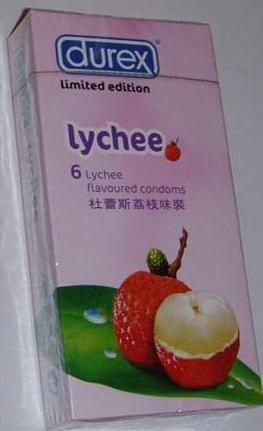 durex
limited edition
lychee
6 Lychee
flavoured condoms
杜蕾斯荔枝味裝